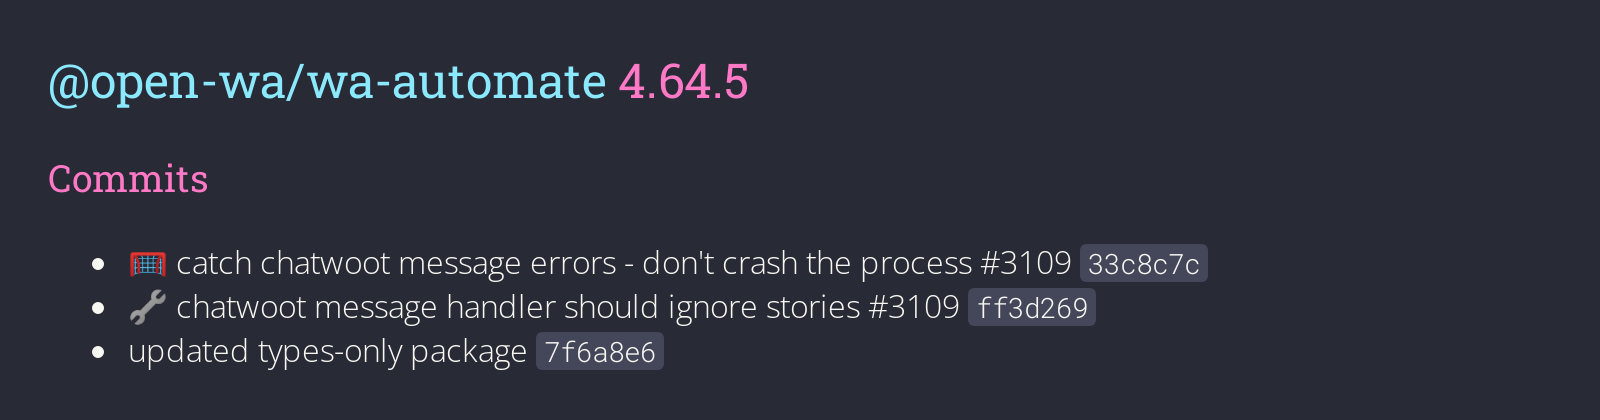 @open-wa/wa-automate 4.64.5
Commits
🥅 catch chatwoot message errors - don't crash the process #3109 33c8c7c
🔧 chatwoot message handler should ignore stories #3109 ff3d269
updated types-only package 7f6a8e6